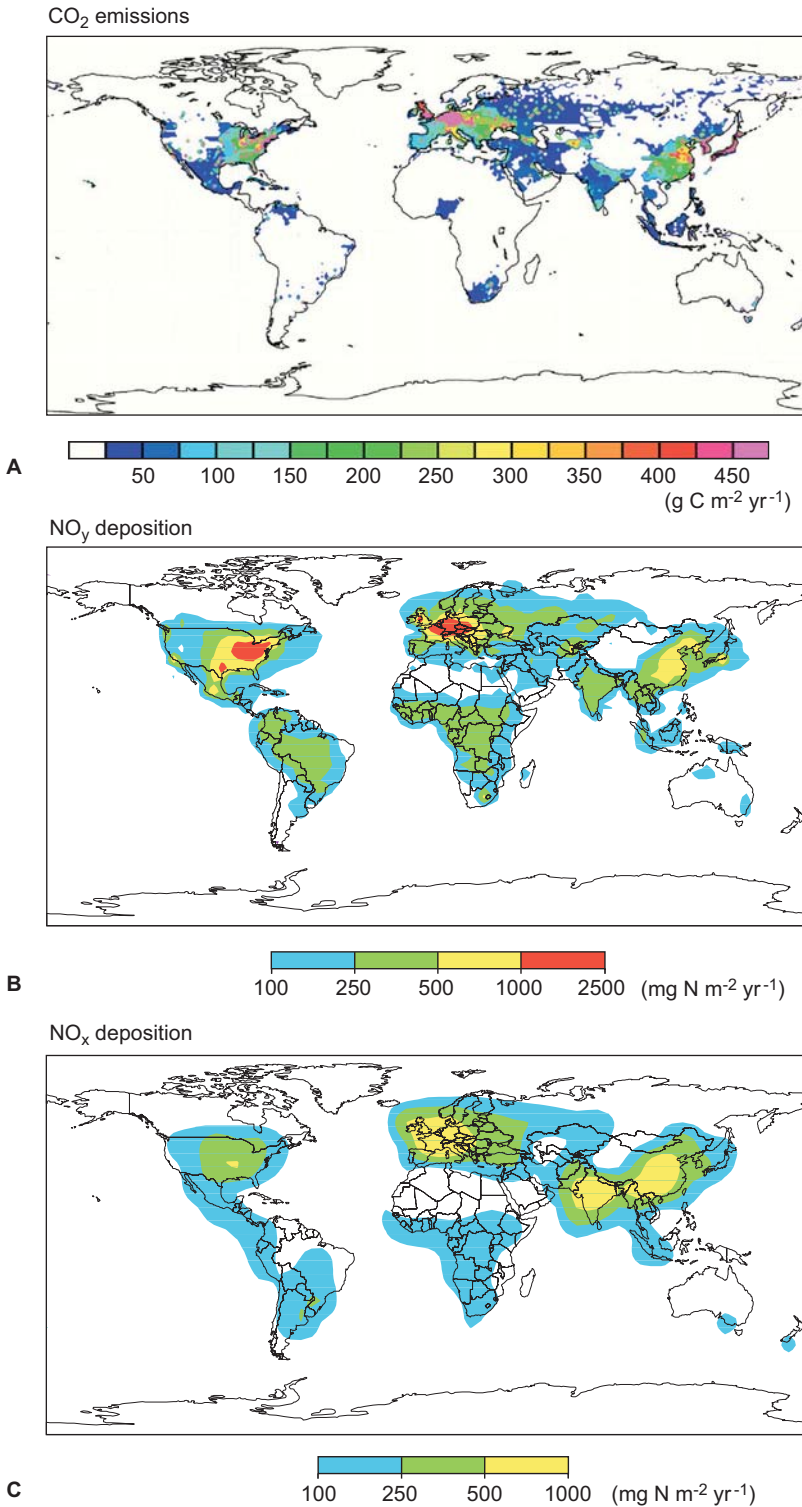 CO₂ emissions
50 100 150 200 250 300 350 400 450
A
(g C m⁻² yr⁻¹)
NOy deposition
B
100 250 500 1000 2500 (mg N m⁻² yr⁻¹)
NOₓ deposition
C
100 250 500 1000 (mg N m⁻² yr⁻¹)